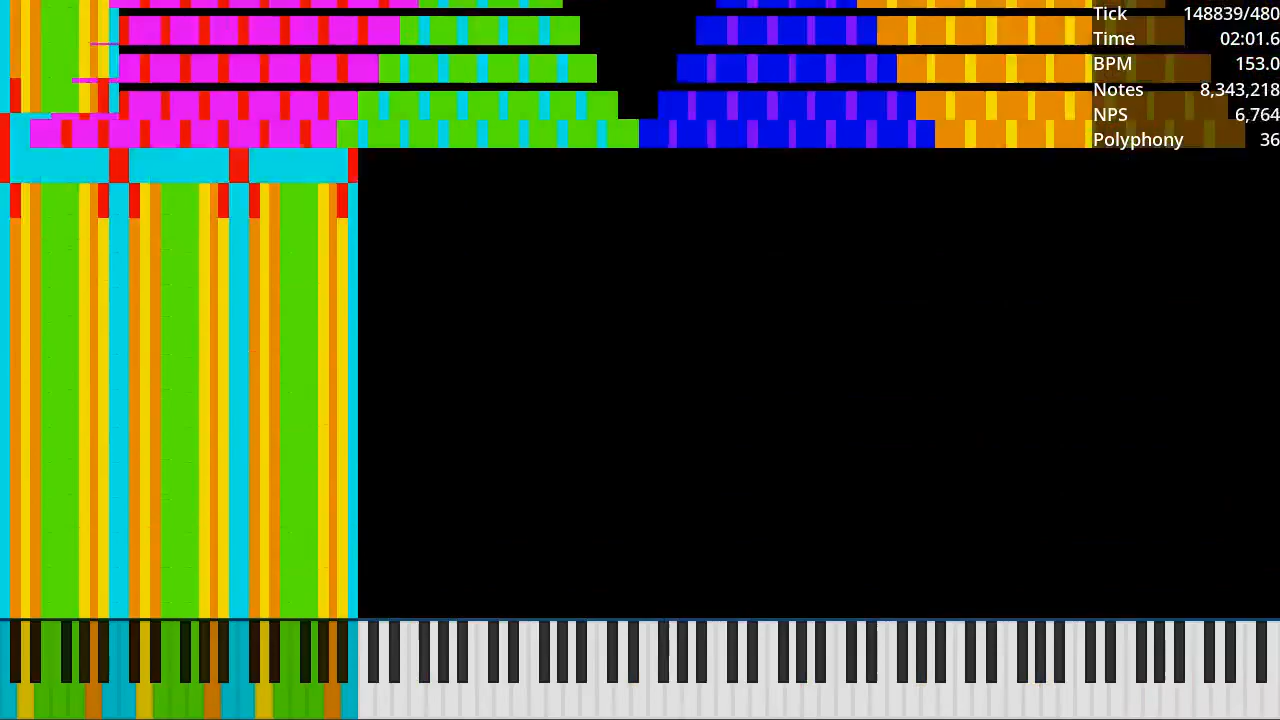 Tick 148839/480
Time 02:01.6
BPM 153.0
Notes 8,343,218
NPS 6,764
Polyphony 36